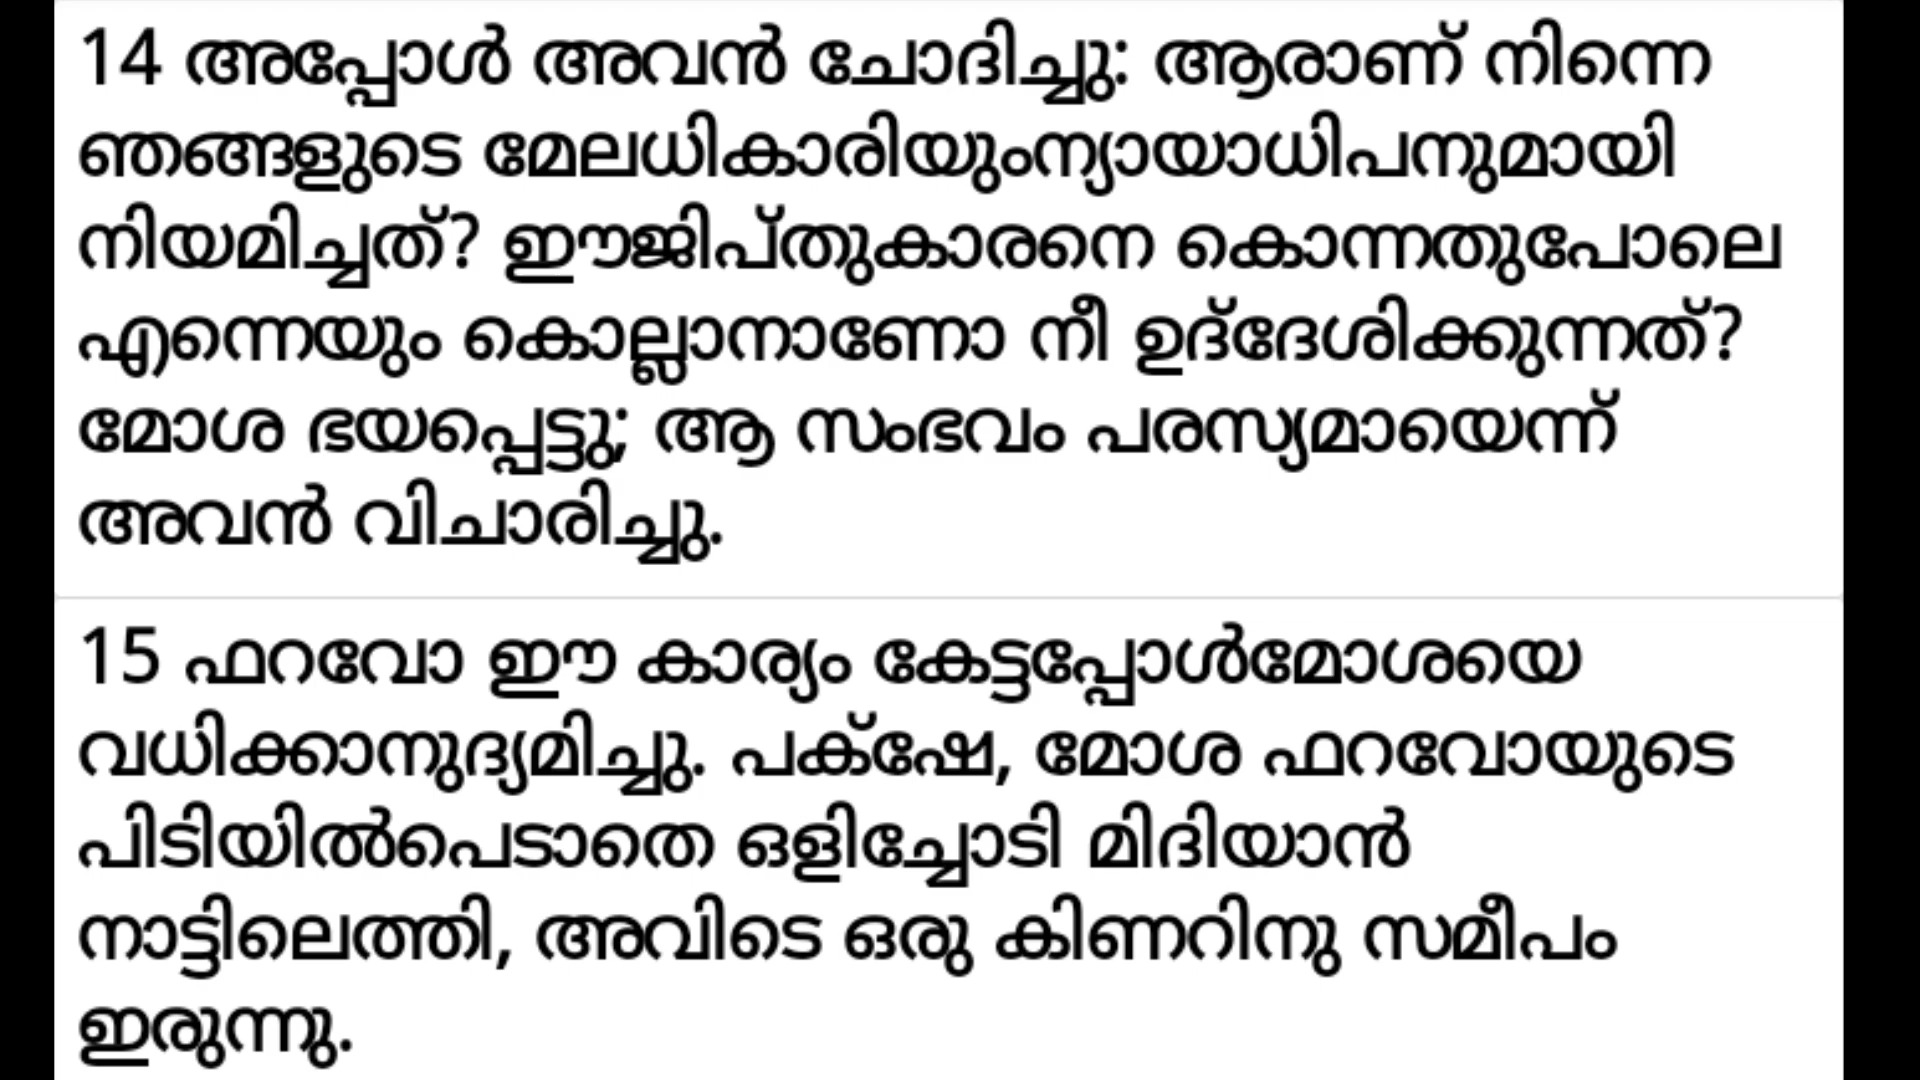 14 അപ്പോൾ അവൻ ചോദിച്ചു: ആരാണ് നിന്നെ
ഞങ്ങളുടെ മേലധികാരിയുംന്യായാധിപനുമായി
നിയമിച്ചത്? ഈജിപ്തുകാരനെ കൊന്നതുപോലെ
എന്നെയും കൊല്ലാനാണോ നീ ഉദ്ദേശിക്കുന്നത്?
മോശ ഭയപ്പെട്ടു; ആ സംഭവം പരസ്യമായെന്ന്
അവൻ വിചാരിച്ചു.
15 ഫറവോ ഈ കാര്യം കേട്ടപ്പോൾമോശയെ
വധിക്കാനുദ്യമിച്ചു. പക്ഷേ, മോശ ഫറവോയുടെ
പിടിയിൽപെടാതെ ഒളിച്ചോടി മിദിയാൻ
നാട്ടിലെത്തി, അവിടെ ഒരു കിണറിനു സമീപം
ഇരുന്നു.